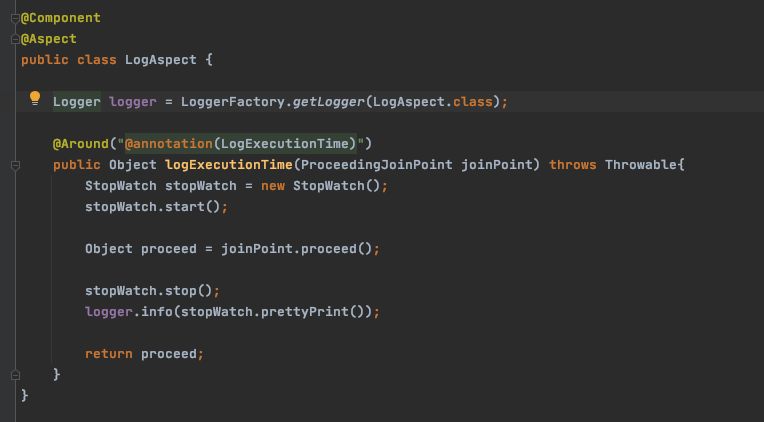 @Component
@Aspect
public class LogAspect {
Logger logger = LoggerFactory.getLogger(LogAspect.class);
@Around("@annotation(LogExecutionTime)")
public Object logExecutionTime(ProceedingJoinPoint joinPoint) throws Throwable{
StopWatch stopWatch = new StopWatch();
stopWatch.start();
Object proceed = joinPoint.proceed();
stopWatch.stop();
logger.info(stopWatch.prettyPrint());
return proceed;
}
}